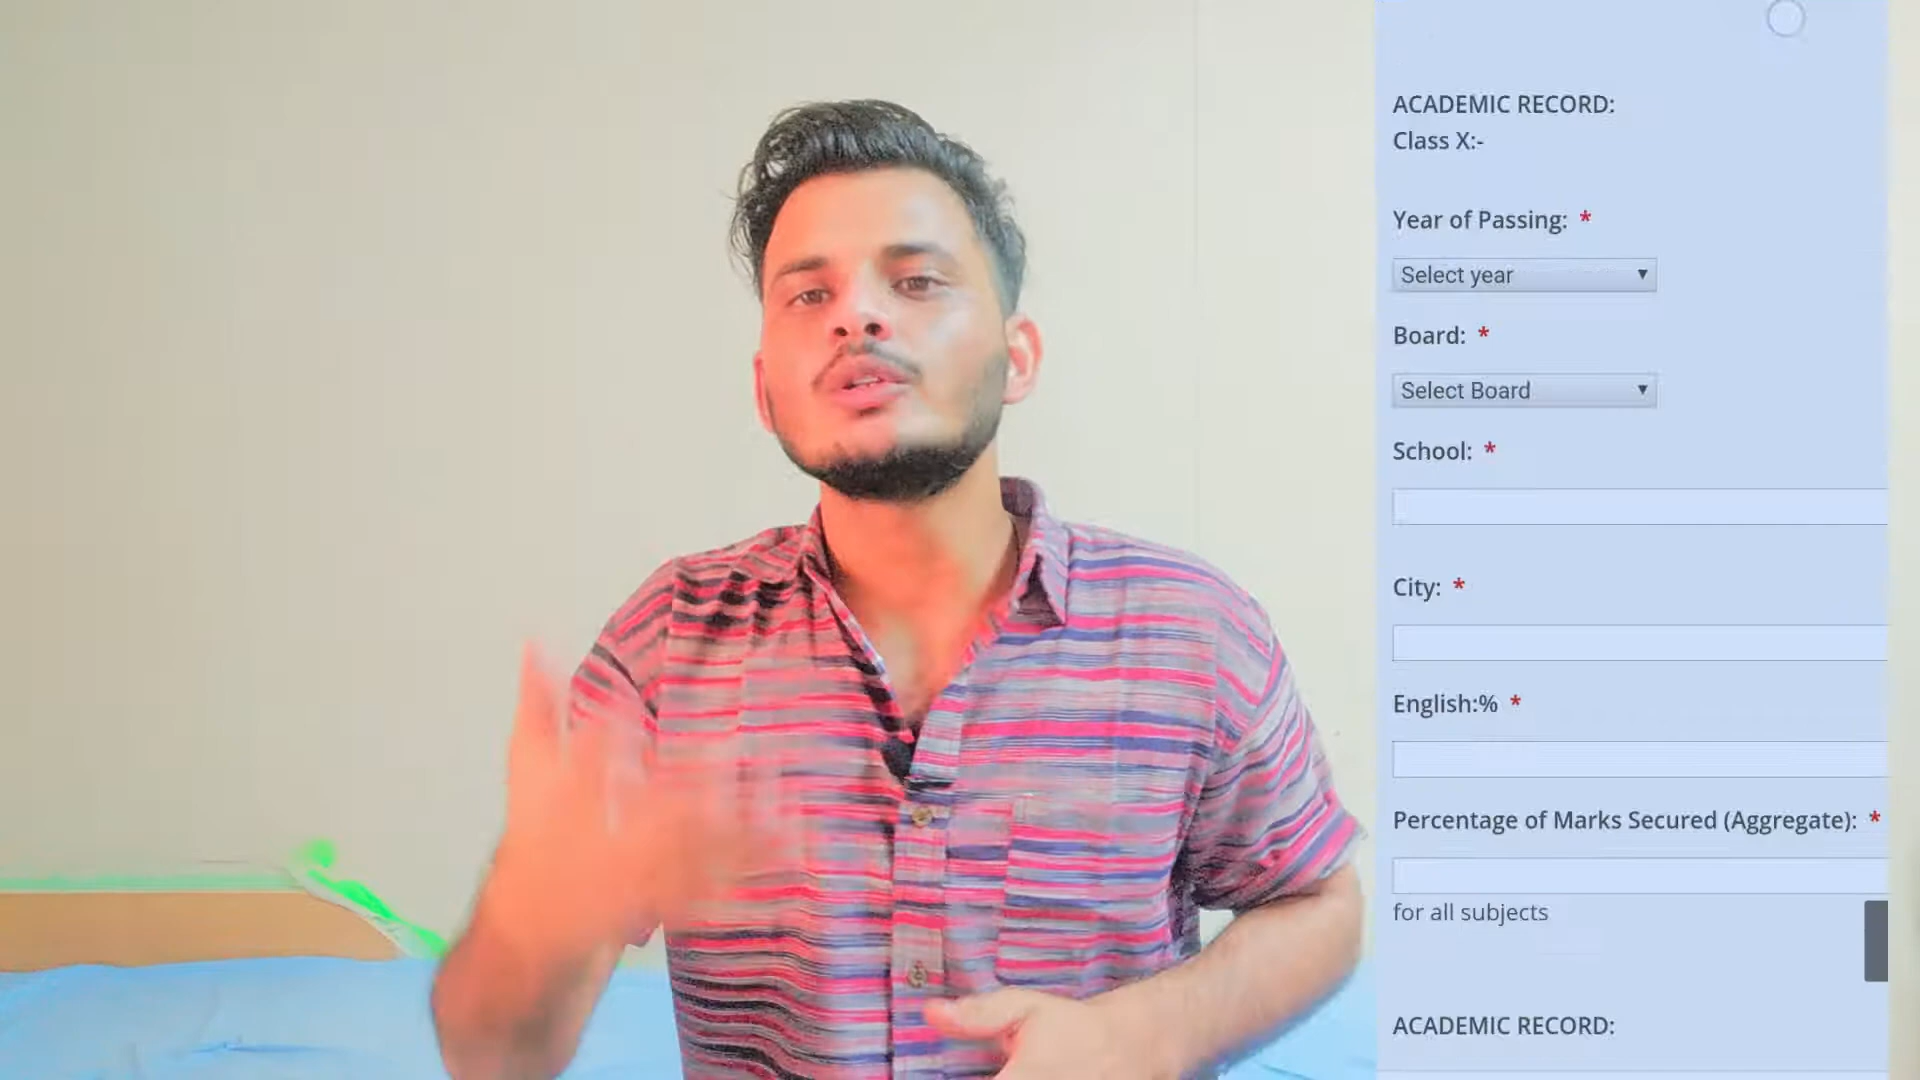 ACADEMIC RECORD:
Class X:-
Year of Passing: *
Select year
Board: *
Select Board
School: *
City: *
English:% *
Percentage of Marks Secured (Aggregate): *
for all subjects
ACADEMIC RECORD: